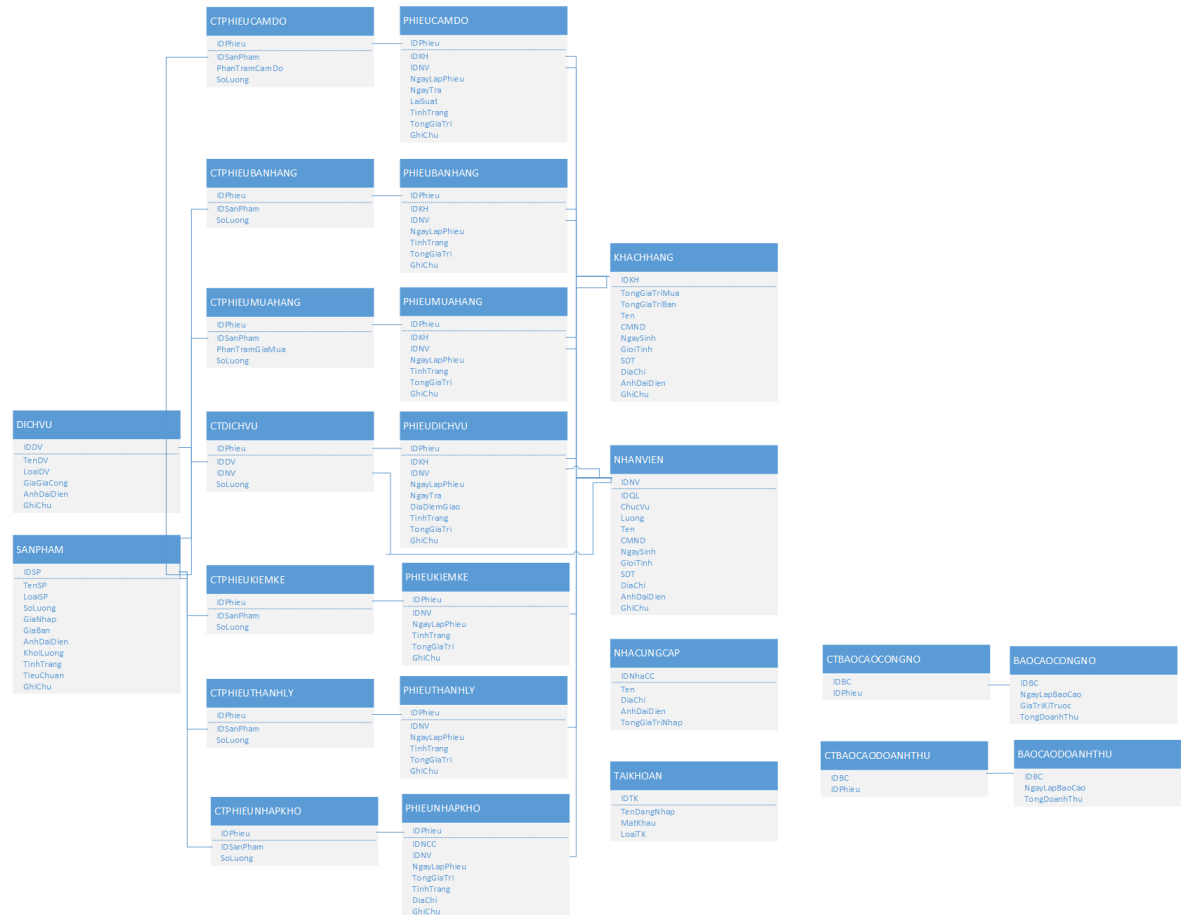 CTPHIEUCAMDO
IDPhieu
IDSanPham
PhanTramCamDo
SoLuong
PHIEUCAMDO
IDPhieu
IDKH
IDNV
NgayLapPhieu
NgayTra
LaiSuat
TinhTrang
TongGiaTri
GhiChu
CTPHIEUBANHANG
IDPhieu
IDSanPham
SoLuong
PHIEUBANHANG
IDPhieu
IDKH
IDNV
NgayLapPhieu
TinhTrang
TongGiaTri
GhiChu
KHACHHANG
IDKH
TongGiaTriMua
TongGiaTriBan
Ten
CMND
NgaySinh
GioiTinh
SDT
DiaChi
AnhDaiDien
GhiChu
CTPHIEUMUAHANG
IDPhieu
IDSanPham
PhanTramGiaMua
SoLuong
PHIEUMUAHANG
IDPhieu
IDKH
IDNV
NgayLapPhieu
TinhTrang
TongGiaTri
GhiChu
DICHVU
IDDV
TenDV
LoaiDV
GiaGiaCong
AnhDaiDien
GhiChu
CTDICHVU
IDPhieu
IDDV
IDNV
SoLuong
PHIEUDICHVU
IDPhieu
IDKH
IDNV
NgayLapPhieu
NgayTra
DiaDiemGiao
TinhTrang
TongGiaTri
GhiChu
NHANVIEN
IDNV
IDQL
ChucVu
Luong
Ten
CMND
NgaySinh
GioiTinh
SDT
DiaChi
AnhDaiDien
GhiChu
SANPHAM
IDSP
TenSP
LoaiSP
SoLuong
GiaNhap
GiaBan
AnhDaiDien
KhoiLuong
TinhTrang
TieuChuan
GhiChu
CTPHIEUKIEMKE
IDPhieu
IDSanPham
SoLuong
PHIEUKIEMKE
IDPhieu
IDNV
NgayLapPhieu
TinhTrang
TongGiaTri
GhiChu
NHACUNGCAP
IDNhaCC
Ten
DiaChi
AnhDaiDien
TongGiaTriNhap
CTBAOCAOCONGNO
IDBC
IDPhieu
BAOCAOCONGNO
IDBC
NgayLapBaoCao
GiaTriKiTruoc
TongDoanhThu
CTPHIEUTHANHLY
IDPhieu
IDSanPham
SoLuong
PHIEUTHANHLY
IDPhieu
IDNV
NgayLapPhieu
TinhTrang
TongGiaTri
GhiChu
CTBAOCAODOANHTHU
IDBC
IDPhieu
BAOCAODOANHTHU
IDBC
NgayLapBaoCao
TongDoanhThu
TAIKHOAN
IDTK
TenDangNhap
MatKhau
LoaiTK
CTPHIEUNHAPKHO
IDPhieu
IDSanPham
SoLuong
PHIEUNHAPKHO
IDPhieu
IDNCC
IDNV
NgayLapPhieu
TongGiaTri
TinhTrang
DiaChi
GhiChu